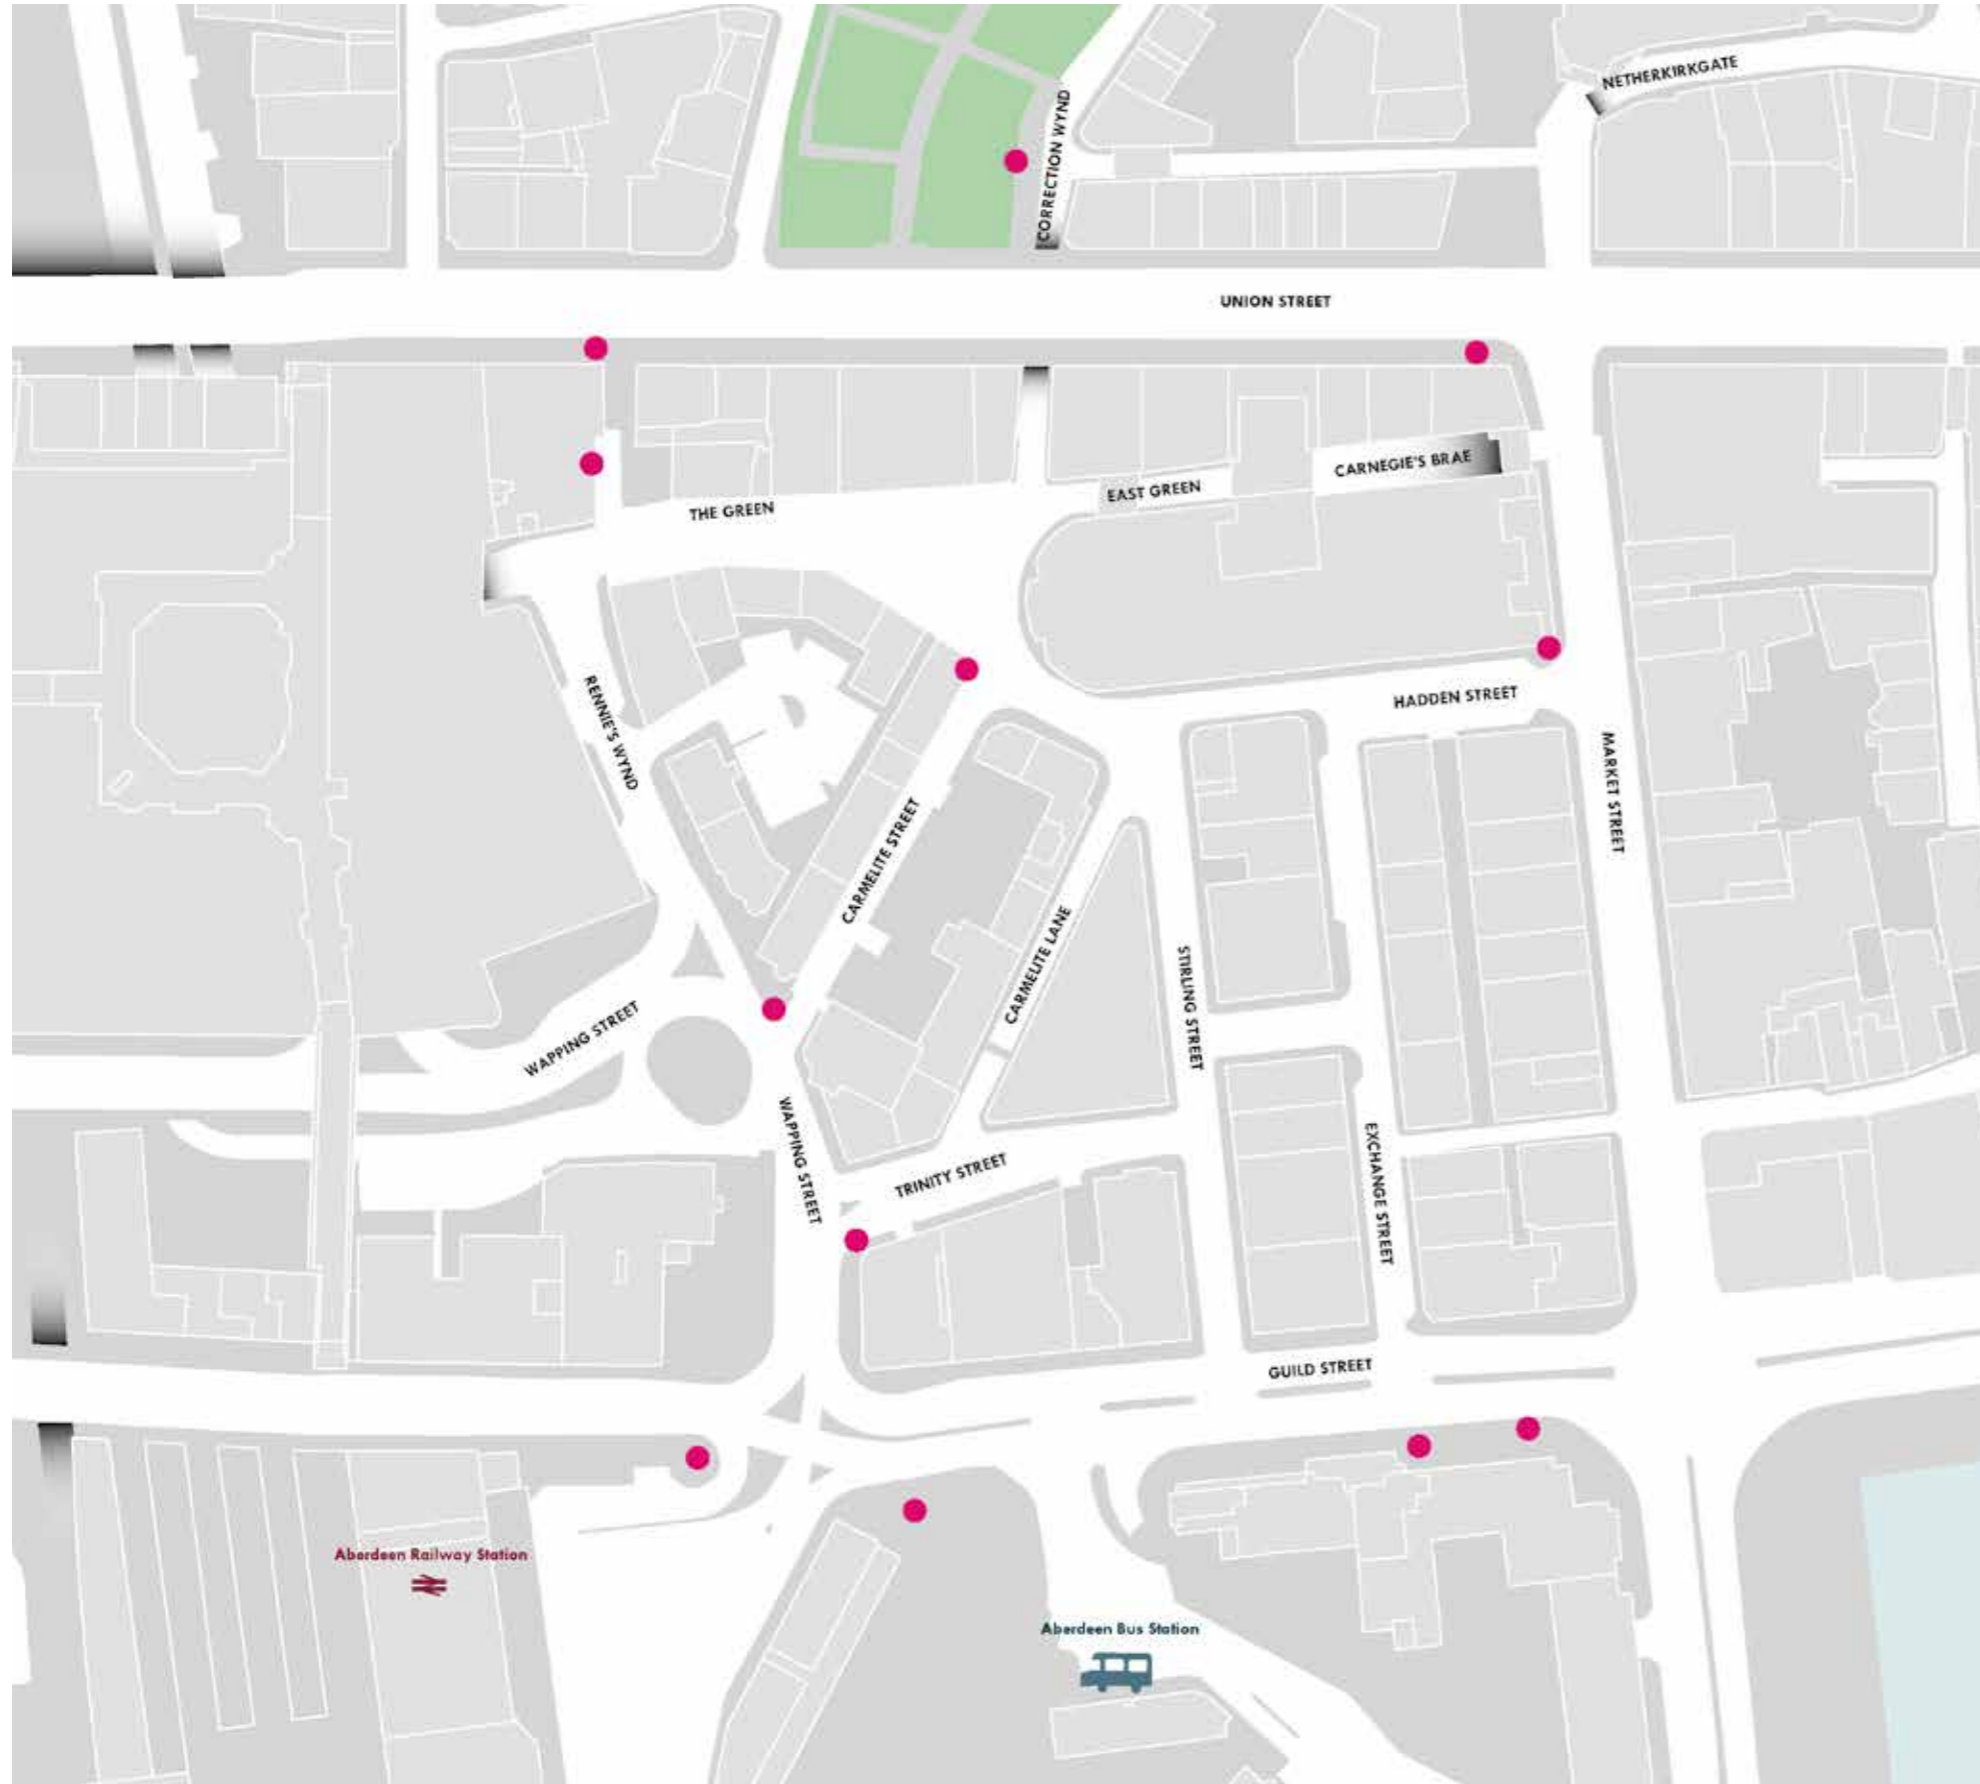 NETHERKIRKGATE
CORRECTION WYND
UNION STREET
CARNEGIE'S BRAE
EAST GREEN
THE GREEN
RENNIE'S WYND
HADDEN STREET
MARKET STREET
CARMELITE STREET
CARMELITE LANE
STIRLING STREET
WAPPING STREET
WAPPING STREET
TRINITY STREET
EXCHANGE STREET
GUILD STREET
Aberdeen Railway Station
Aberdeen Bus Station